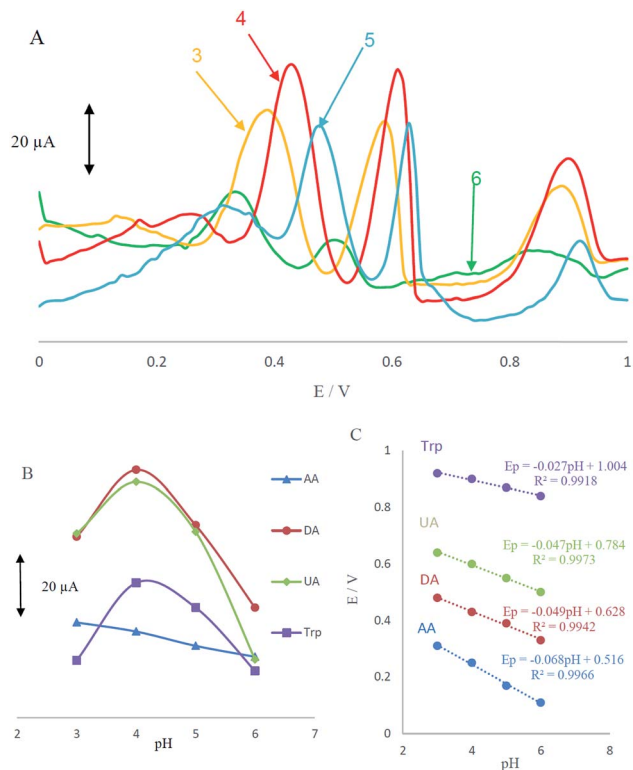 A
3
4
5
6
20 µA
0
0.2
0.4
0.6
0.8
1
E / V
B
20 µA
AA
DA
UA
Trp
2
3
4
5
6
7
pH
C
1
0.8
0.6
0.4
0.2
0
E / V
Trp
Ep = -0.027pH + 1.004
R² = 0.9918
UA
Ep = -0.047pH + 0.784
R² = 0.9973
DA
Ep = -0.049pH + 0.628
R² = 0.9942
AA
Ep = -0.068pH + 0.516
R² = 0.9966
2
4
6
8
pH